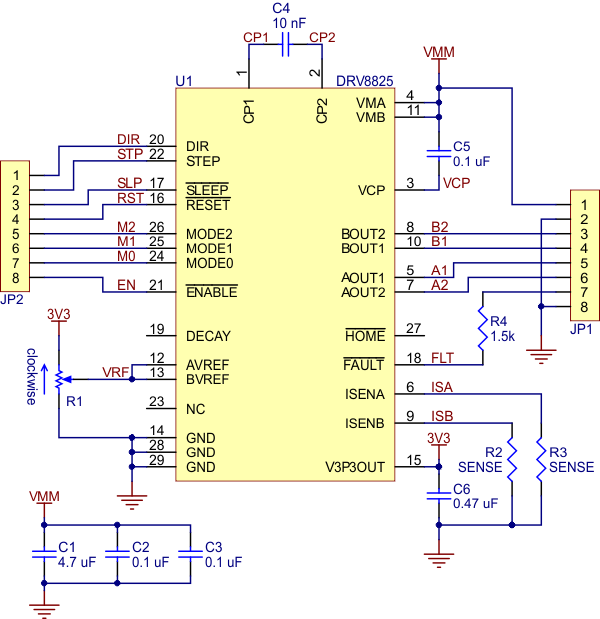 C4
10 nF
CP1 CP2
1 2
U1 DRV8825
CP1 CP2
VMM
VMA 4
VMB 11
C5
0.1 uF
VCP 3 VCP
DIR 20 DIR
STP 22 STEP
SLP 17 SLEEP
RST 16 RESET
M2 26 MODE2
M1 25 MODE1
M0 24 MODE0
EN 21 ENABLE
1
2
3
4
5
6
7
8
JP2
BOUT2 8 B2
BOUT1 10 B1
AOUT1 5 A1
AOUT2 7 A2
1
2
3
4
5
6
7
8
JP1
R4
1.5k
3V3
clockwise
R1
VRF
19 DECAY
12 AVREF
13 BVREF
23 NC
14 GND
28 GND
29 GND
HOME 27
FAULT 18 FLT
ISENA 6 ISA
ISENB 9 ISB
3V3
V3P3OUT 15
R2
SENSE
R3
SENSE
C6
0.47 uF
VMM
C1
4.7 uF
C2
0.1 uF
C3
0.1 uF